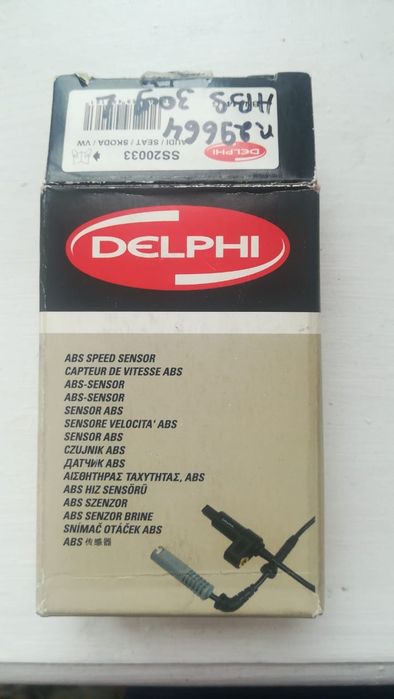 SS20033
AUDI / SEAT / SKODA / VW
DELPHI
n.29664
DELPHI
ABS SPEED SENSOR
CAPTEUR DE VITESSE ABS
ABS-SENSOR
ABS-SENSOR
SENSOR ABS
SENSORE VELOCITA' ABS
SENSOR ABS
CZUJNIK ABS
ДАТЧИК ABS
ΑΙΣΘΗΤΗΡΑΣ ΤΑΧΥΤΗΤΑΣ, ABS
ABS HIZ SENSÖRÜ
ABS SZENZOR
ABS SENZOR BRINE
SNÍMAČ OTÁČEK ABS
ABS 传感器